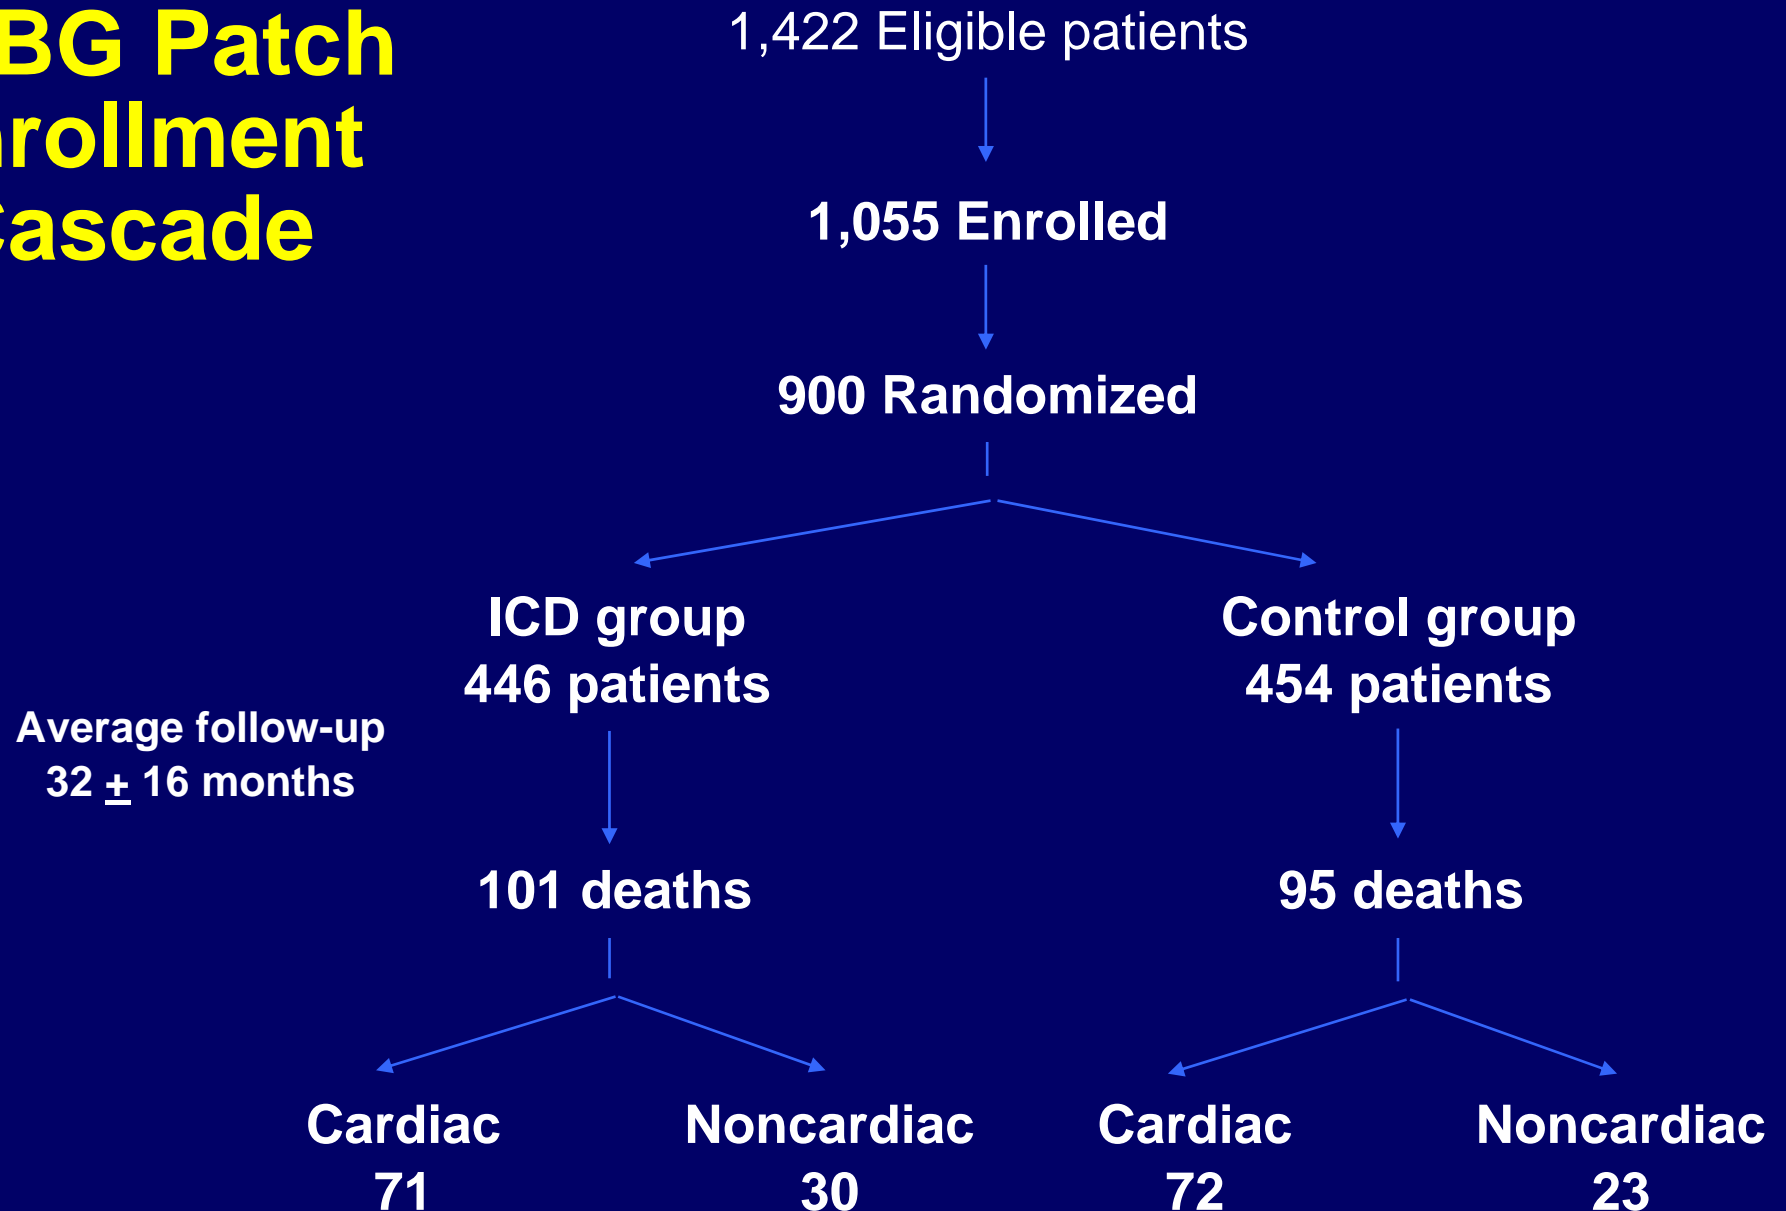 BG Patch
rollment
ascade
1,422 Eligible patients
1,055 Enrolled
900 Randomized
ICD group
446 patients
Control group
454 patients
Average follow-up
32 ± 16 months
101 deaths
95 deaths
Cardiac
71
Noncardiac
30
Cardiac
72
Noncardiac
23